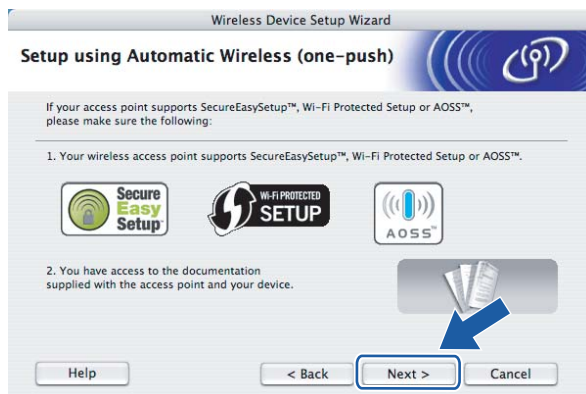 Wireless Device Setup Wizard
Setup using Automatic Wireless (one-push)
If your access point supports SecureEasySetup™, Wi-Fi Protected Setup or AOSS™,
please make sure the following:
1. Your wireless access point supports SecureEasySetup™, Wi-Fi Protected Setup or AOSS™.
Secure
Easy
Setup
WI-FI PROTECTED
SETUP
AOSS™
2. You have access to the documentation
supplied with the access point and your device.
Help
< Back
Next >
Cancel